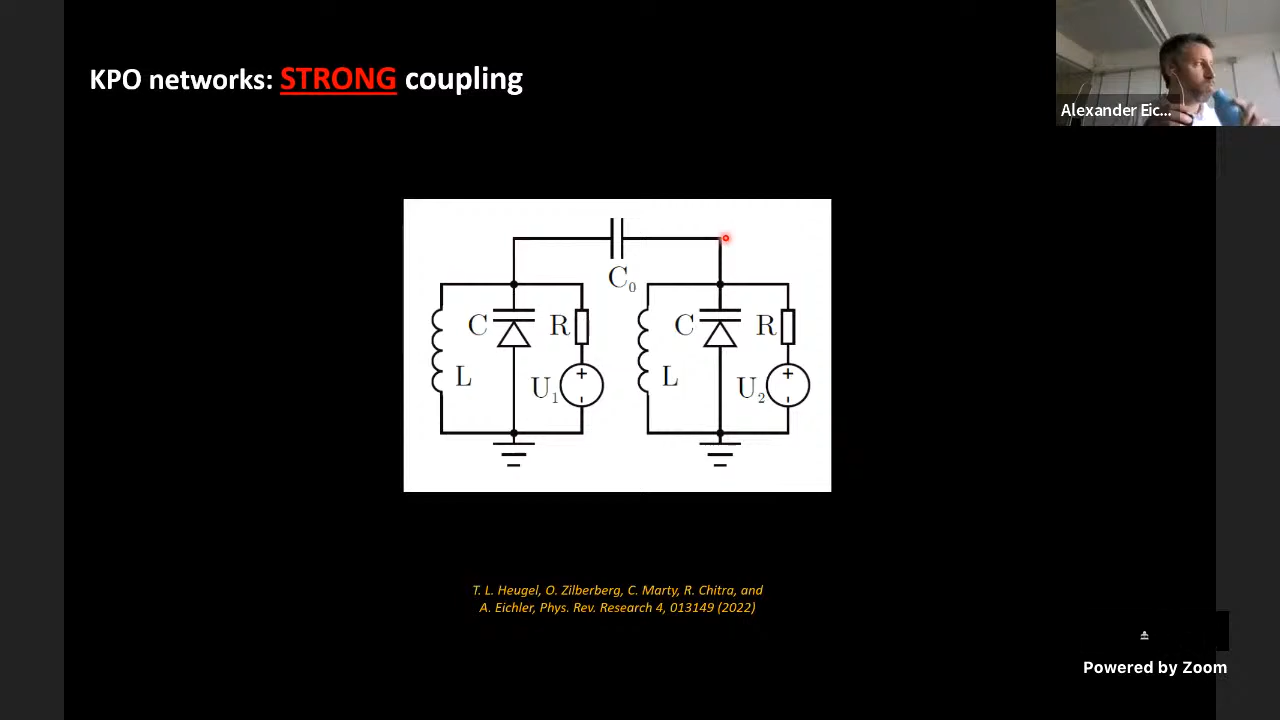 KPO networks: STRONG coupling
Alexander Eic...
C₀
C R C R
L L
U₁ U₂
T. L. Heugel, O. Zilberberg, C. Marty, R. Chitra, and
A. Eichler, Phys. Rev. Research 4, 013149 (2022)
Powered by Zoom